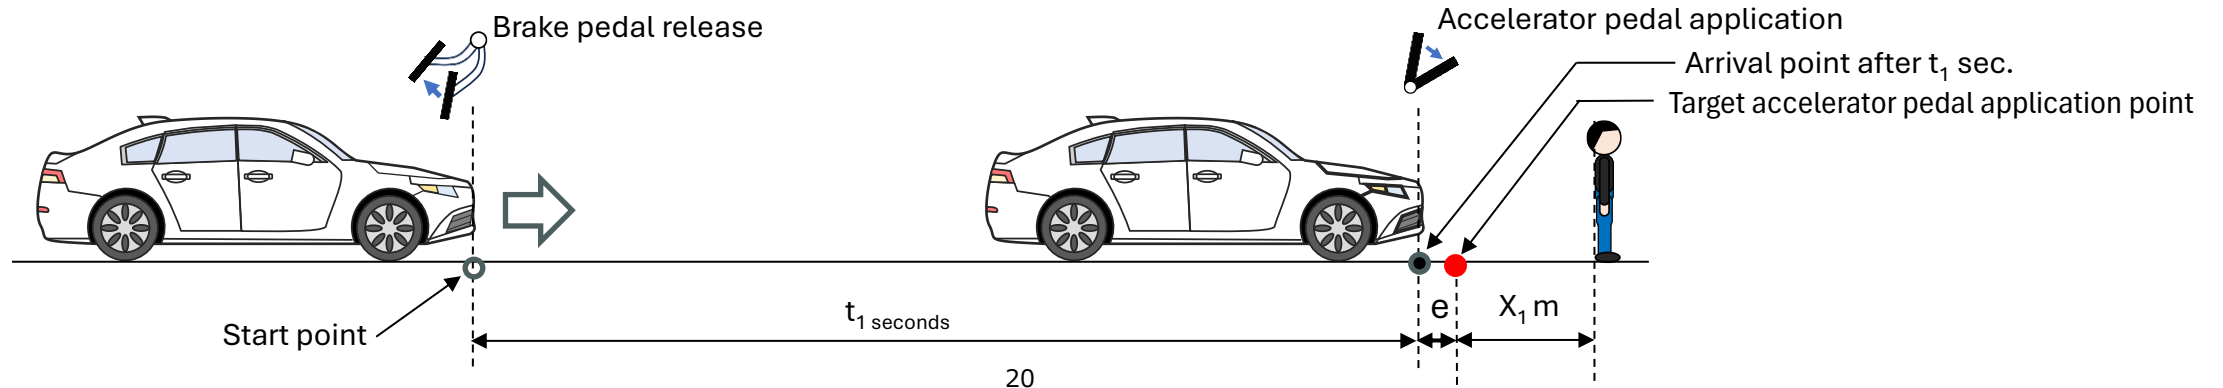 Brake pedal release
Accelerator pedal application
Arrival point after t₁ sec.
Target accelerator pedal application point
Start point
t₁ seconds
e
X₁ m
20